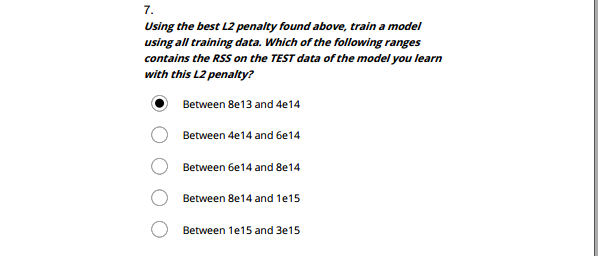 7.
Using the best L2 penalty found above, train a model
using all training data. Which of the following ranges
contains the RSS on the TEST data of the model you learn
with this L2 penalty?
Between 8e13 and 4e14
Between 4e14 and 6e14
Between 6e14 and 8e14
Between 8e14 and 1e15
Between 1e15 and 3e15